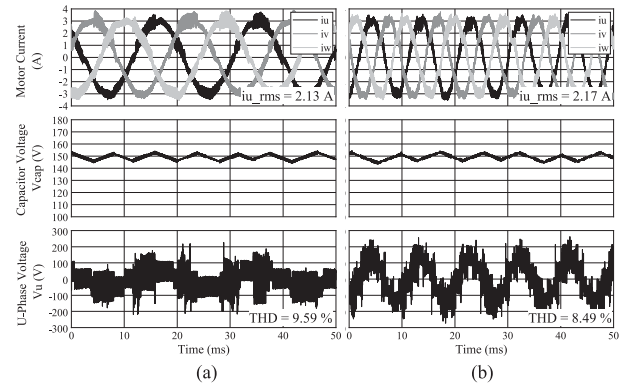 Motor Current
(A)
4
3
2
1
0
-1
-2
-3
-4
iu
iv
iw
iu_rms = 2.13 A
iu
iv
iw
iu_rms = 2.17 A
Capacitor Voltage
Vcap (V)
180
170
160
150
140
130
120
110
100
U-Phase Voltage
Vu (V)
300
200
100
0
-100
-200
-300
THD = 9.59 %
THD = 8.49 %
0 10 20 30 40 50
0 10 20 30 40 50
Time (ms)
Time (ms)
(a)
(b)